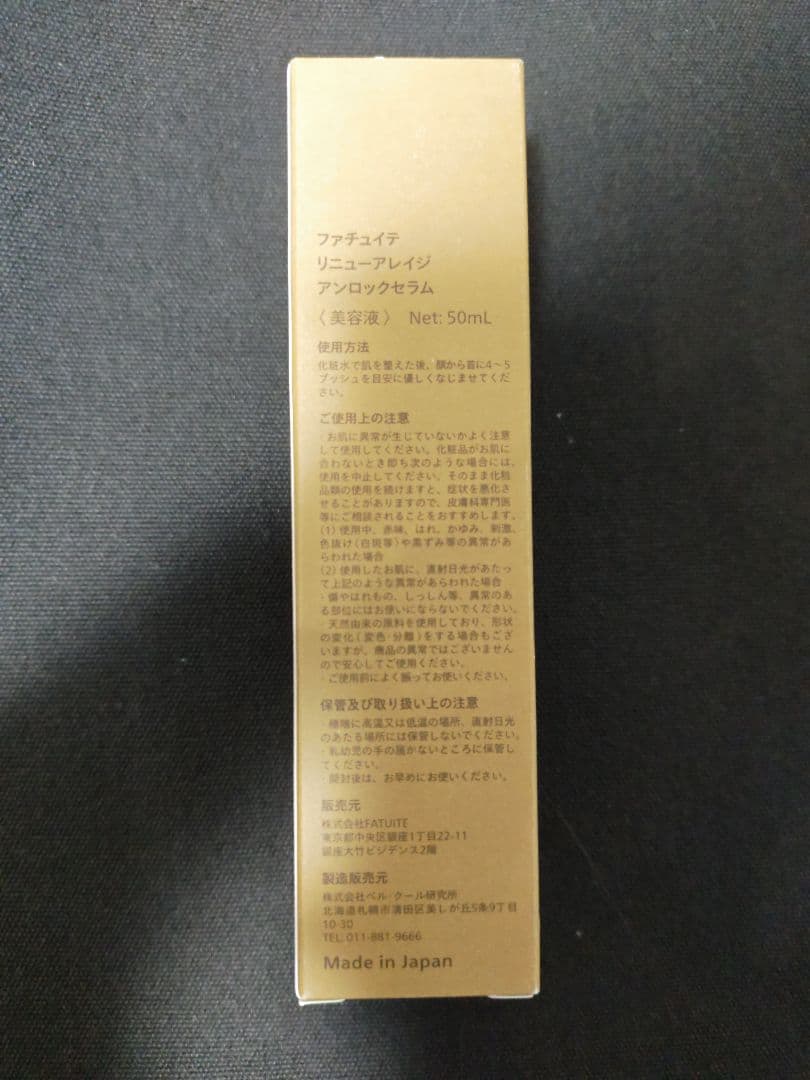 ファチュイテ
リニューアレイジ
アンロックセラム
〈美容液〉 Net: 50mL
使用方法
化粧水で肌を整えた後、顔から首に4～5
プッシュを目安に優しくなじませてくだ
さい。
ご使用上の注意
・お肌に異常が生じていないかよく注意
して使用してください。化粧品がお肌に
合わないとき即ち次のような場合には、
使用を中止してください。そのまま化粧
品類の使用を続けますと、症状を悪化さ
せることがありますので、皮膚科専門医
等にご相談されることをおすすめします。
(1)使用中、赤味、はれ、かゆみ、刺激、
色抜け(白斑等)や黒ずみ等の異常があ
らわれた場合
(2)使用したお肌に、直射日光があたっ
て上記のような異常があらわれた場合
・傷やはれもの、しっしん等、異常のあ
る部位にはお使いにならないでください。
・天然由来の原料を使用しており、形状
の変化(変色・分離)をする場合もござ
いますが、商品の異常ではございません
ので安心してご使用ください。
・ご使用前によく振ってお使いください。
保管及び取り扱い上の注意
・極端に高温又は低温の場所、直射日光
のあたる場所には保管しないでください。
・乳幼児の手の届かないところに保管し
てください。
・開封後は、お早めにお使いください。
販売元
株式会社FATUITE
東京都中央区銀座1丁目22-11
銀座大竹ビジデンス2階
製造販売元
株式会社ベル・クール研究所
北海道札幌市清田区美しが丘5条9丁目
10-30
TEL: 011-881-9666
Made in Japan